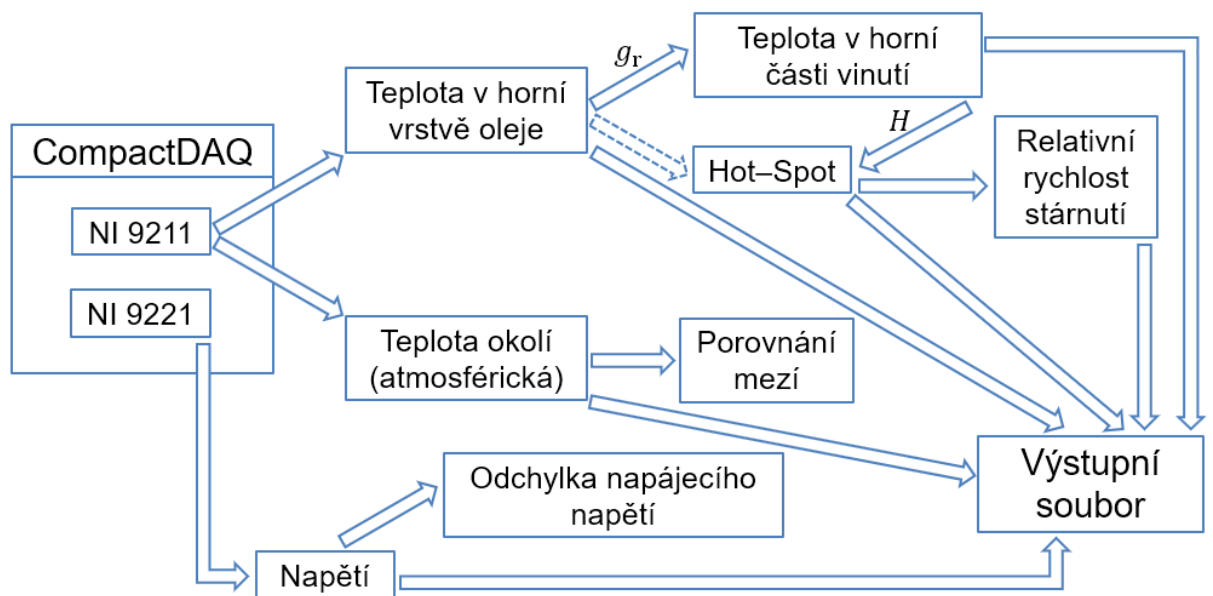 CompactDAQ
NI 9211
NI 9221
Teplota v horní
vrstvě oleje
g_r
Teplota v horní
části vinutí
H
Hot–Spot
Relativní
rychlost
stárnutí
Teplota okolí
(atmosférická)
Porovnání
mezí
Odchylka napájecího
napětí
Napětí
Výstupní
soubor